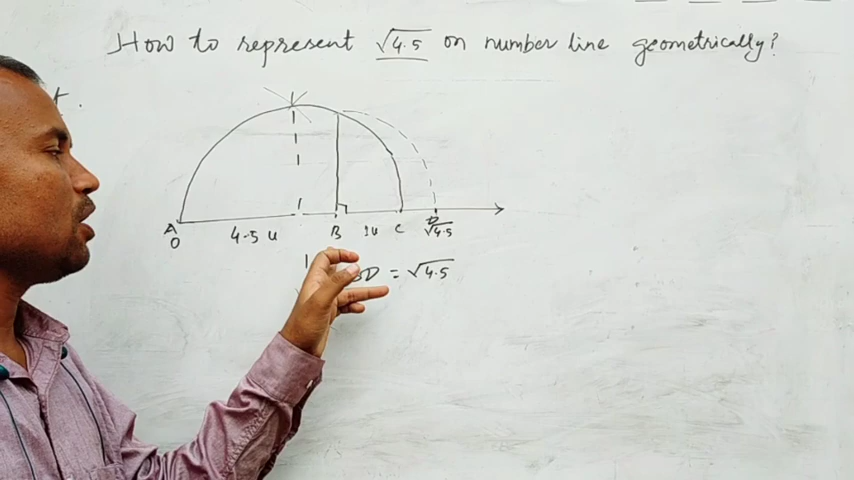 How to represent √4.5 on number line geometrically?
A
O
4.5 u
B
1u
C
D
√4.5
D = √4.5